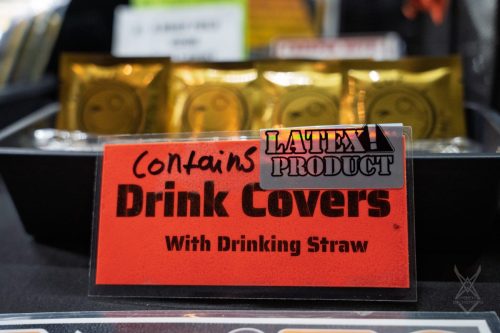 Contains LATEX!
PRODUCT
Drink Covers
With Drinking Straw